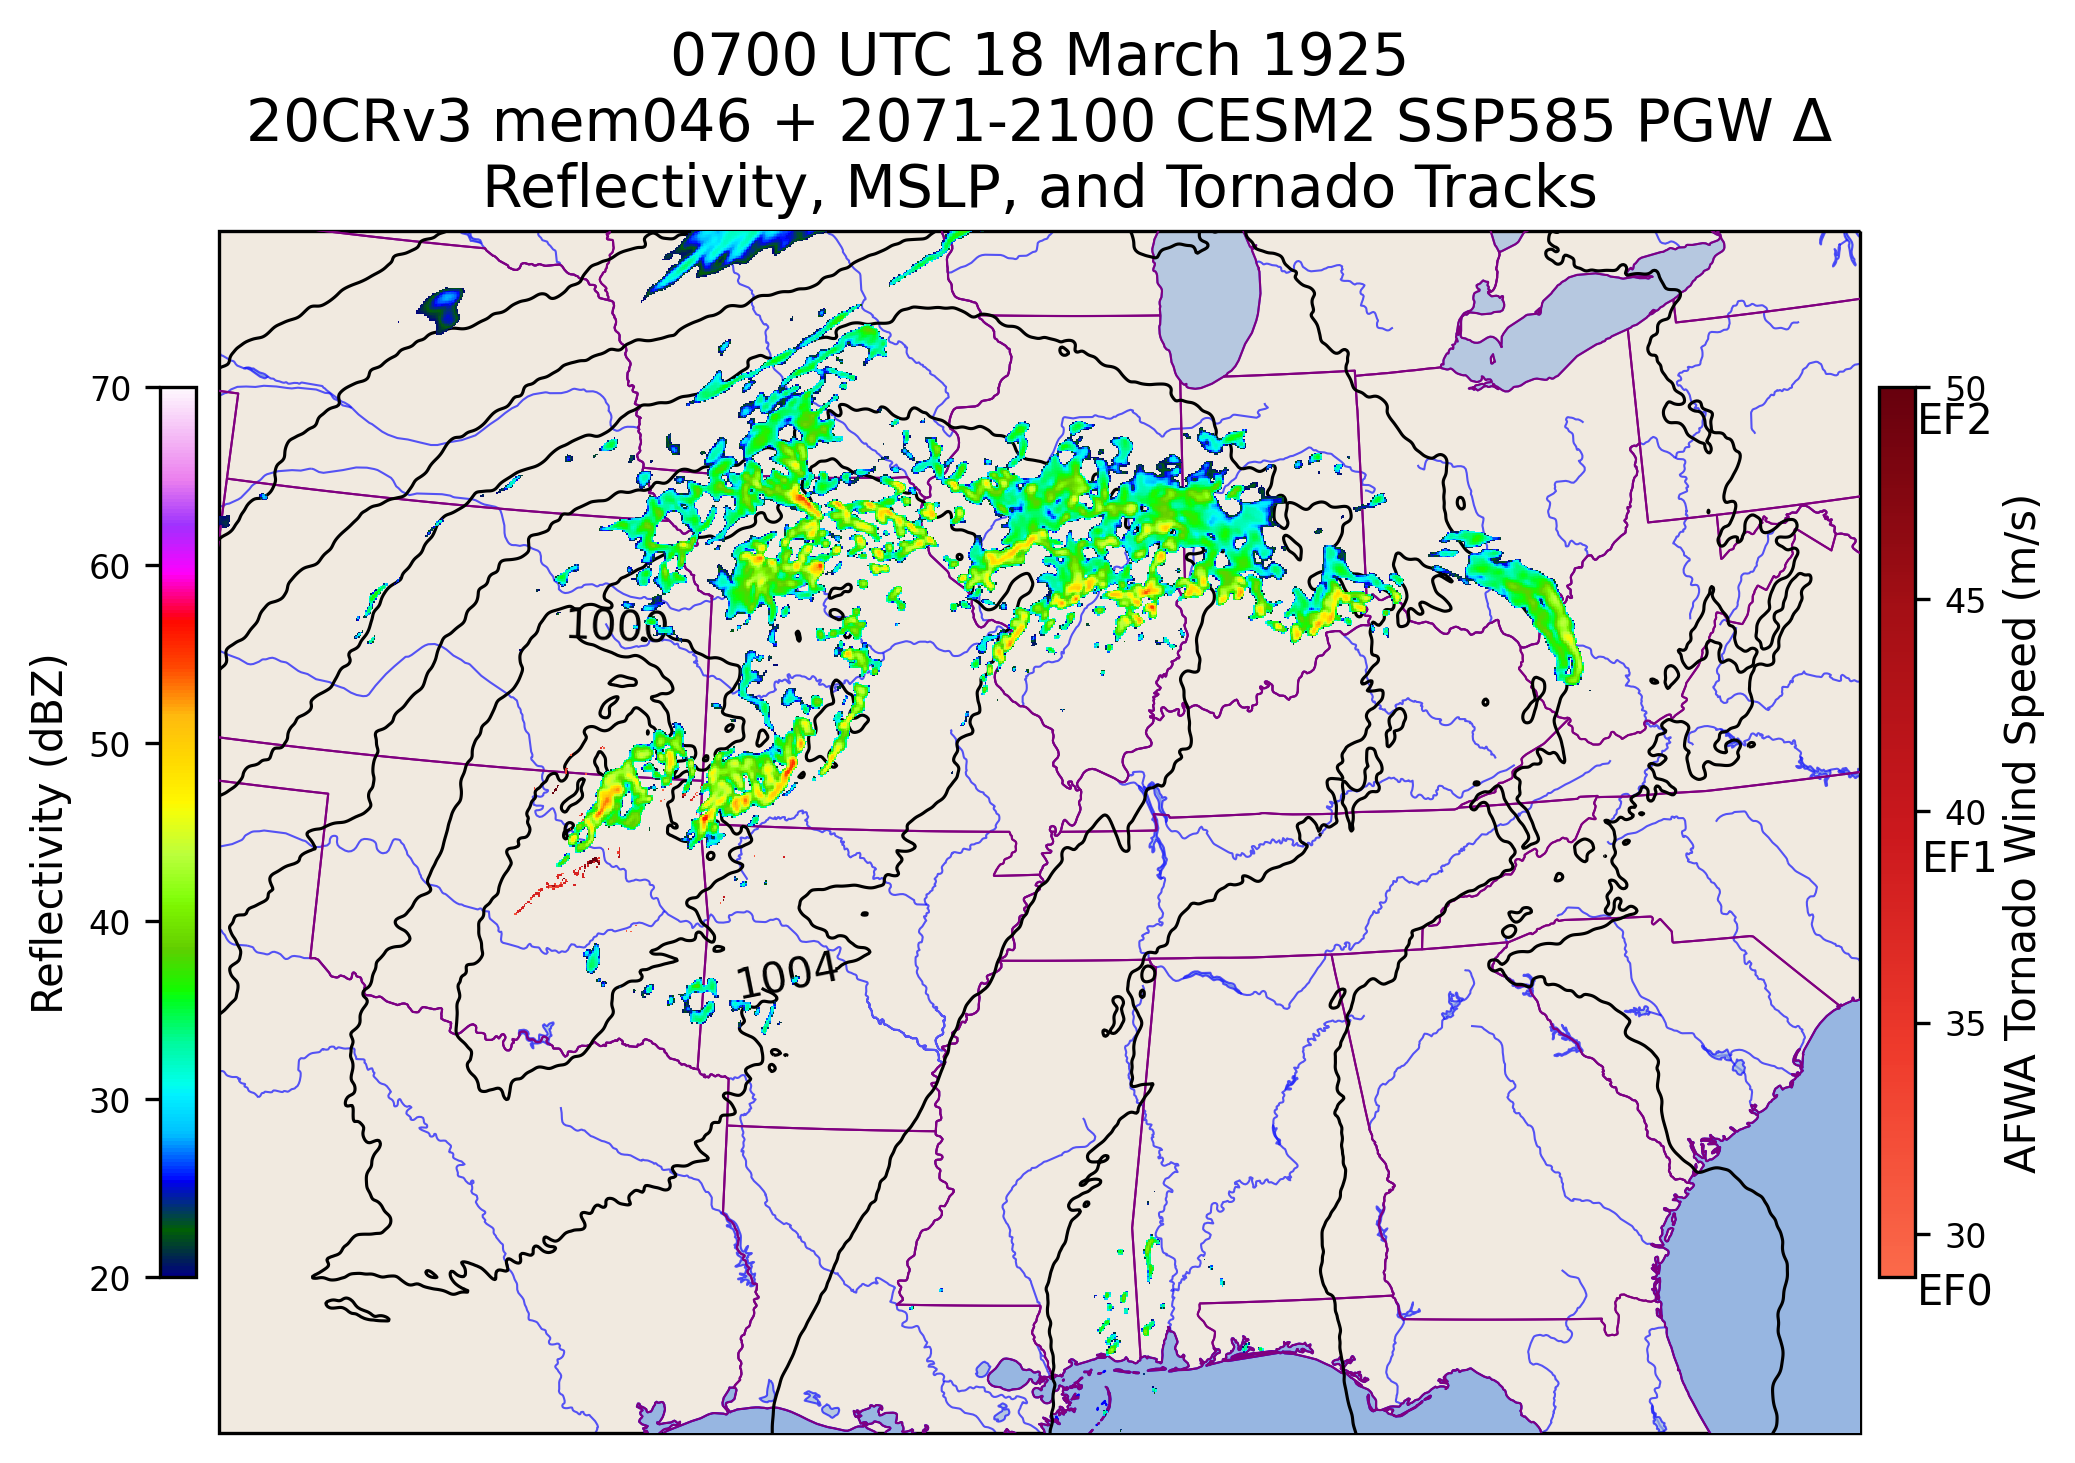 0700 UTC 18 March 1925
20CRv3 mem046 + 2071-2100 CESM2 SSP585 PGW Δ
Reflectivity, MSLP, and Tornado Tracks
Reflectivity (dBZ)
70
60
50
40
30
20
1000
1004
50
EF2
45
40
EF1
35
30
EF0
AFWA Tornado Wind Speed (m/s)